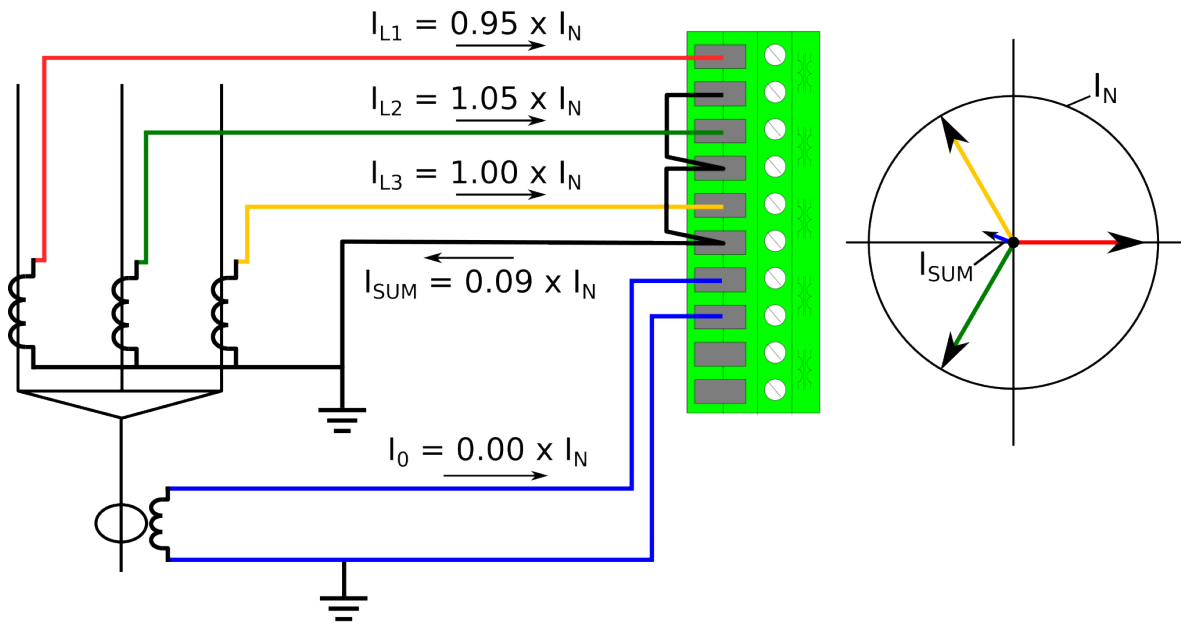 I_L1 = 0.95 x I_N
I_L2 = 1.05 x I_N
I_L3 = 1.00 x I_N
I_SUM = 0.09 x I_N
I_0 = 0.00 x I_N
I_N
I_SUM